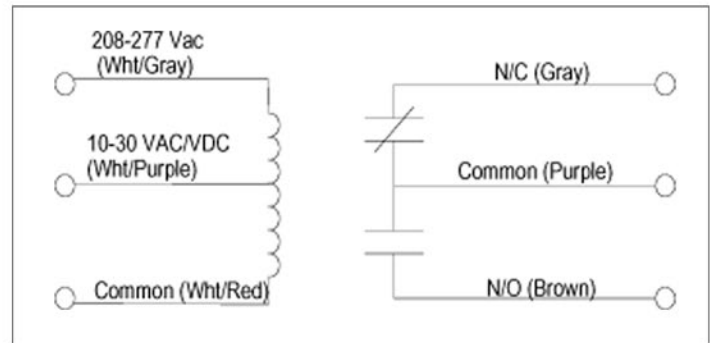 208-277 Vac
(Wht/Gray)
10-30 VAC/VDC
(Wht/Purple)
Common (Wht/Red)
N/C (Gray)
Common (Purple)
N/O (Brown)